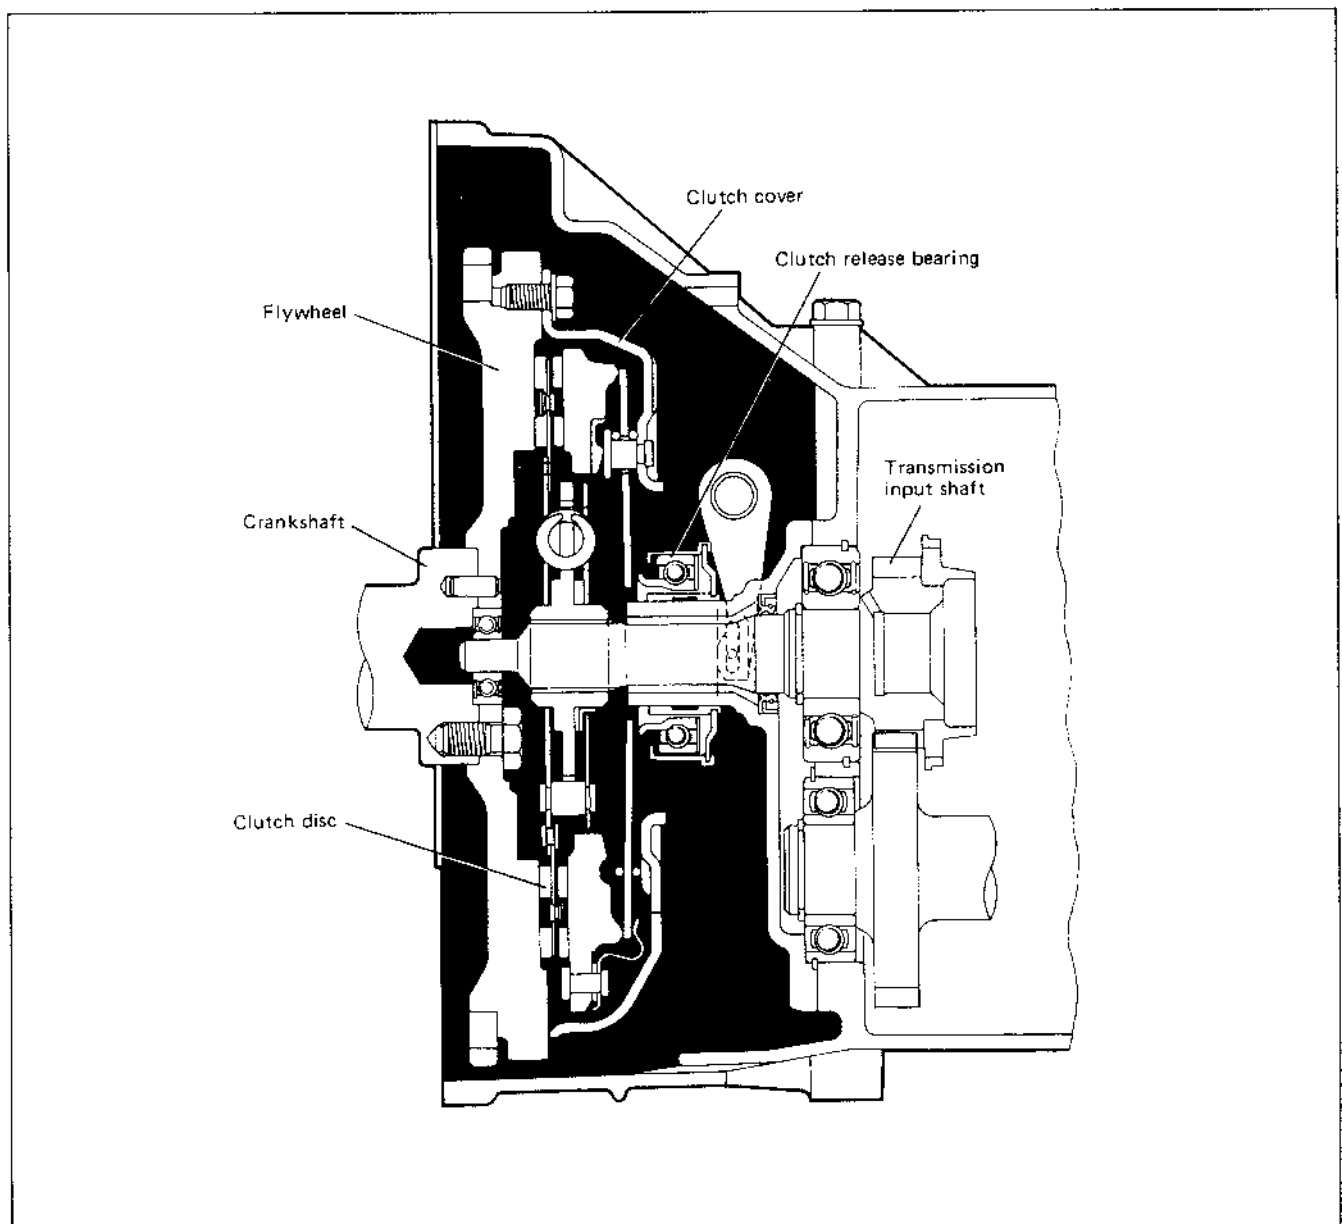 Clutch cover
Clutch release bearing
Flywheel
Transmission
input shaft
Crankshaft
Clutch disc